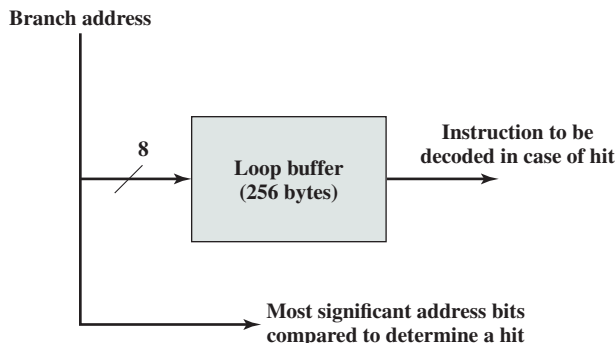 Branch address
8
Loop buffer
(256 bytes)
Instruction to be
decoded in case of hit
Most significant address bits
compared to determine a hit